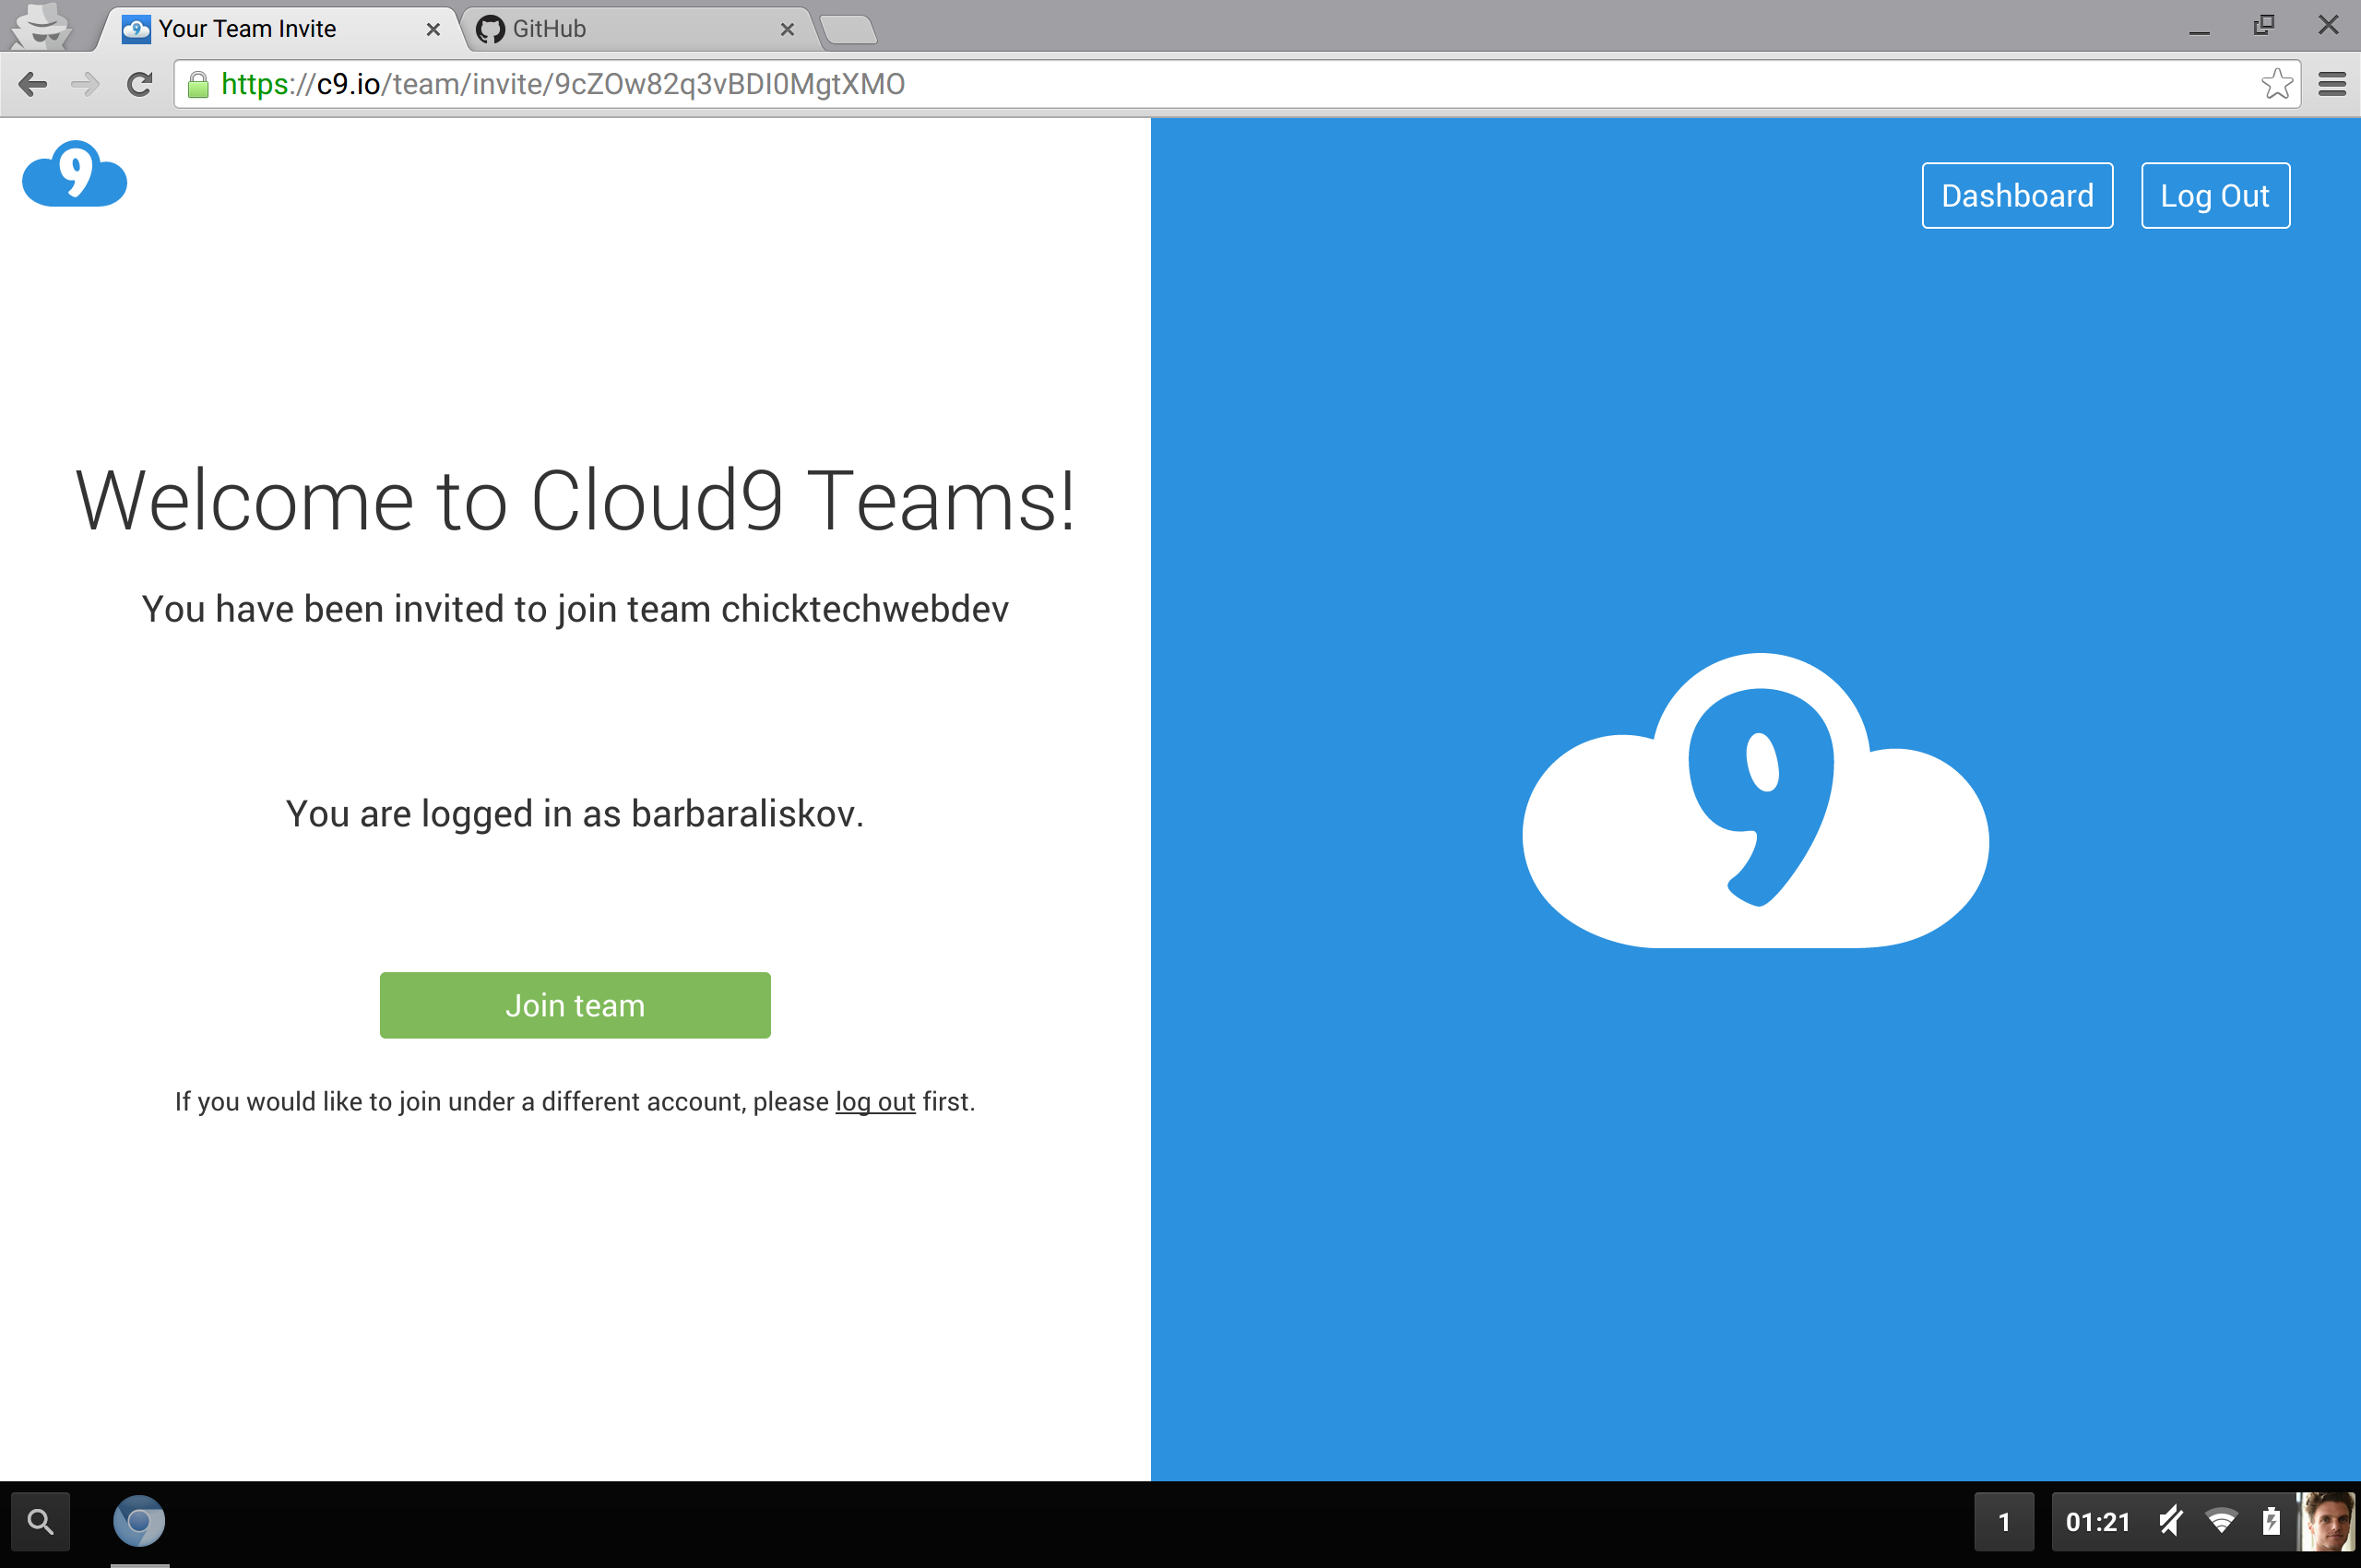 Your Team Invite
GitHub
https://c9.io/team/invite/9cZOw82q3vBDI0MgtXMO
9
Dashboard
Log Out
Welcome to Cloud9 Teams!
You have been invited to join team chicktechwebdev
You are logged in as barbaraliskov.
Join team
If you would like to join under a different account, please log out first.
9
1
01:21